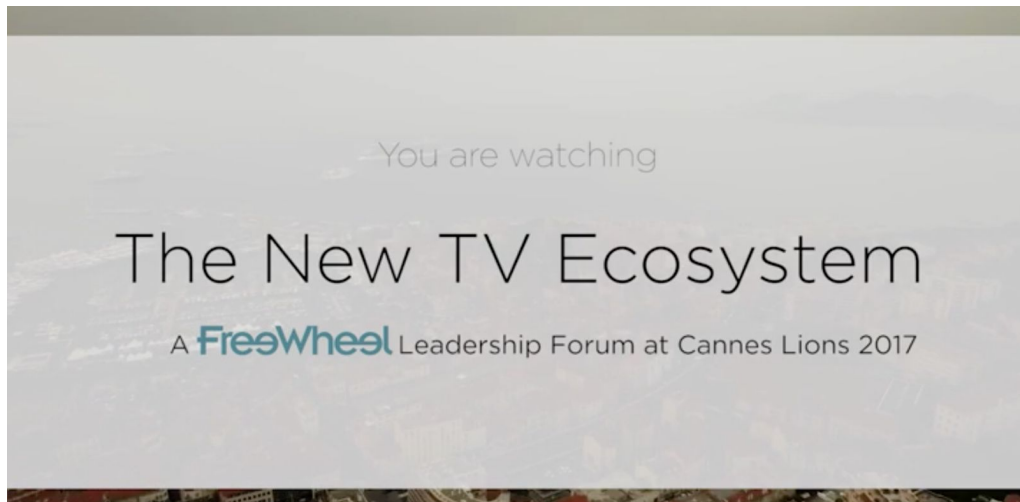 You are watching
The New TV Ecosystem
A FreeWheel Leadership Forum at Cannes Lions 2017